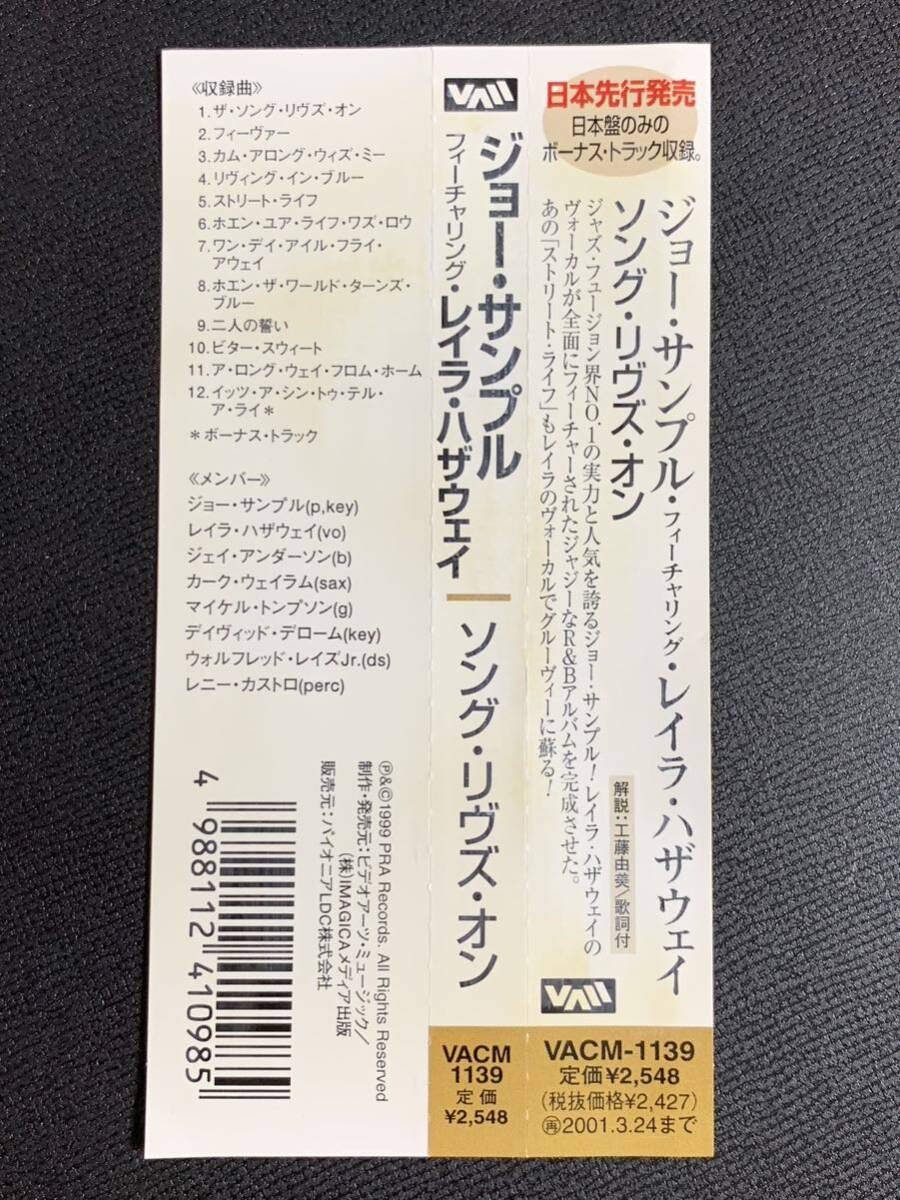 《収録曲》
1.ザ・ソング・リヴズ・オン
2.フィーヴァー
3.カム・アロング・ウィズ・ミー
4.リヴィング・イン・ブルー
5.ストリート・ライフ
6.ホエン・ユア・ライフ・ワズ・ロウ
7.ワン・デイ・アイル・フライ・
アウェイ
8.ホエン・ザ・ワールド・ターンズ・
ブルー
9.二人の誓い
10.ビター・スウィート
11.ア・ロング・ウェイ・フロム・ホーム
12.イッツ・ア・シン・トゥ・テル・
ア・ライ*
*ボーナス・トラック
《メンバー》
ジョー・サンプル(p,key)
レイラ・ハザウェイ(vo)
ジェイ・アンダーソン(b)
カーク・ウェイラム(sax)
マイケル・トンプソン(g)
デイヴィッド・デローム(key)
ウォルフレッド・レイズJr.(ds)
レニー・カストロ(perc)
Ⓟ&©1999 PRA Records. All Rights Reserved
制作・発売元:ビデオアーツ・ミュージック/
(株)IMAGICAメディア出版
販売元:パイオニアLDC株式会社
4 988112 410985
VAM
ジョー・サンプル
フィーチャリング・レイラ・ハザウェイ
ソング・リヴズ・オン
VACM
1139
定価
¥2,548
日本先行発売
日本盤のみの
ボーナス・トラック収録。
ジョー・サンプル・フィーチャリング・レイラ・ハザウェイ
ソング・リヴズ・オン
ジャズ・フュージョン界NO.1の実力と人気を誇るジョー・サンプル!レイラ・ハザウェイの
ヴォーカルが全面にフィーチャーされたジャジーなR&Bアルバムを完成させた。
あの「ストリート・ライフ」もレイラのヴォーカルでグルーヴィーに蘇る!
解説:工藤由美/歌詞付
VAM
VACM-1139
定価¥2,548
(税抜価格¥2,427)
㊢2001.3.24まで